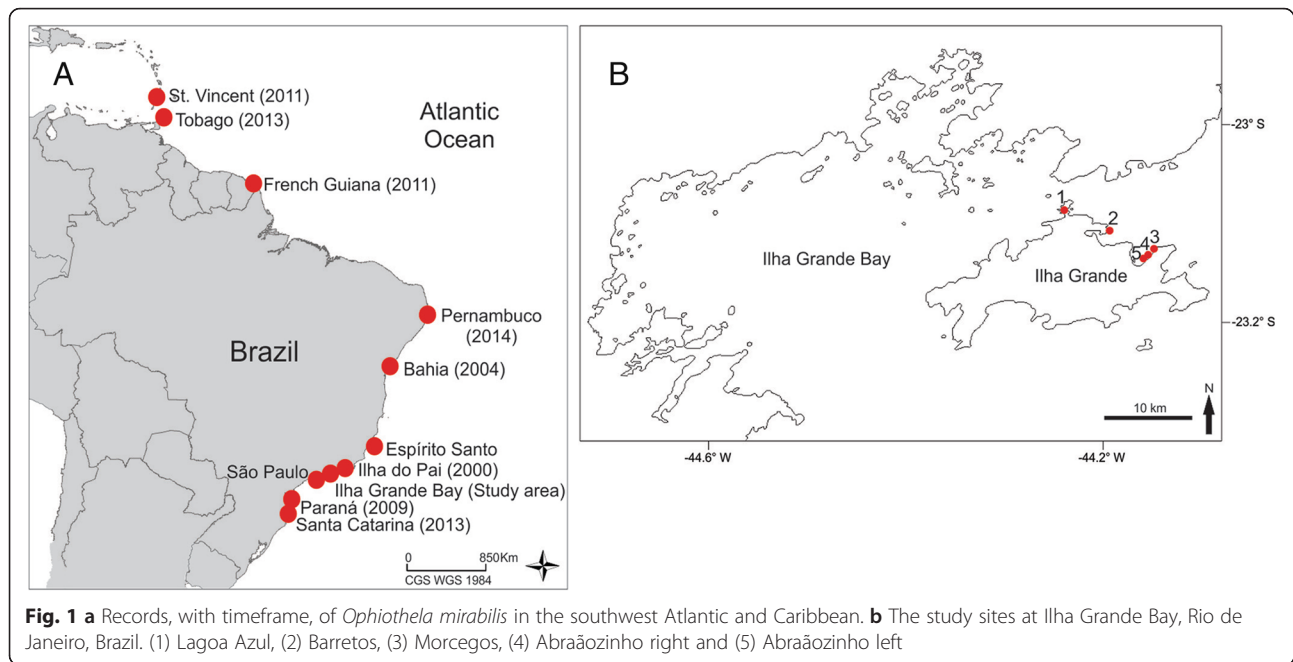 A
St. Vincent (2011)
Tobago (2013)
Atlantic
Ocean
French Guiana (2011)
Pernambuco
(2014)
Brazil
Bahia (2004)
Espírito Santo
São Paulo
Ilha do Pai (2000)
Ilha Grande Bay (Study area)
Paraná (2009)
Santa Catarina (2013)
0 850Km
CGS WGS 1984
B
-23° S
1
2
3
4
5
Ilha Grande Bay
Ilha Grande
-23.2° S
N
10 km
-44.6° W
-44.2° W
Fig. 1 a Records, with timeframe, of Ophiothela mirabilis in the southwest Atlantic and Caribbean. b The study sites at Ilha Grande Bay, Rio de
Janeiro, Brazil. (1) Lagoa Azul, (2) Barretos, (3) Morcegos, (4) Abraãozinho right and (5) Abraãozinho left